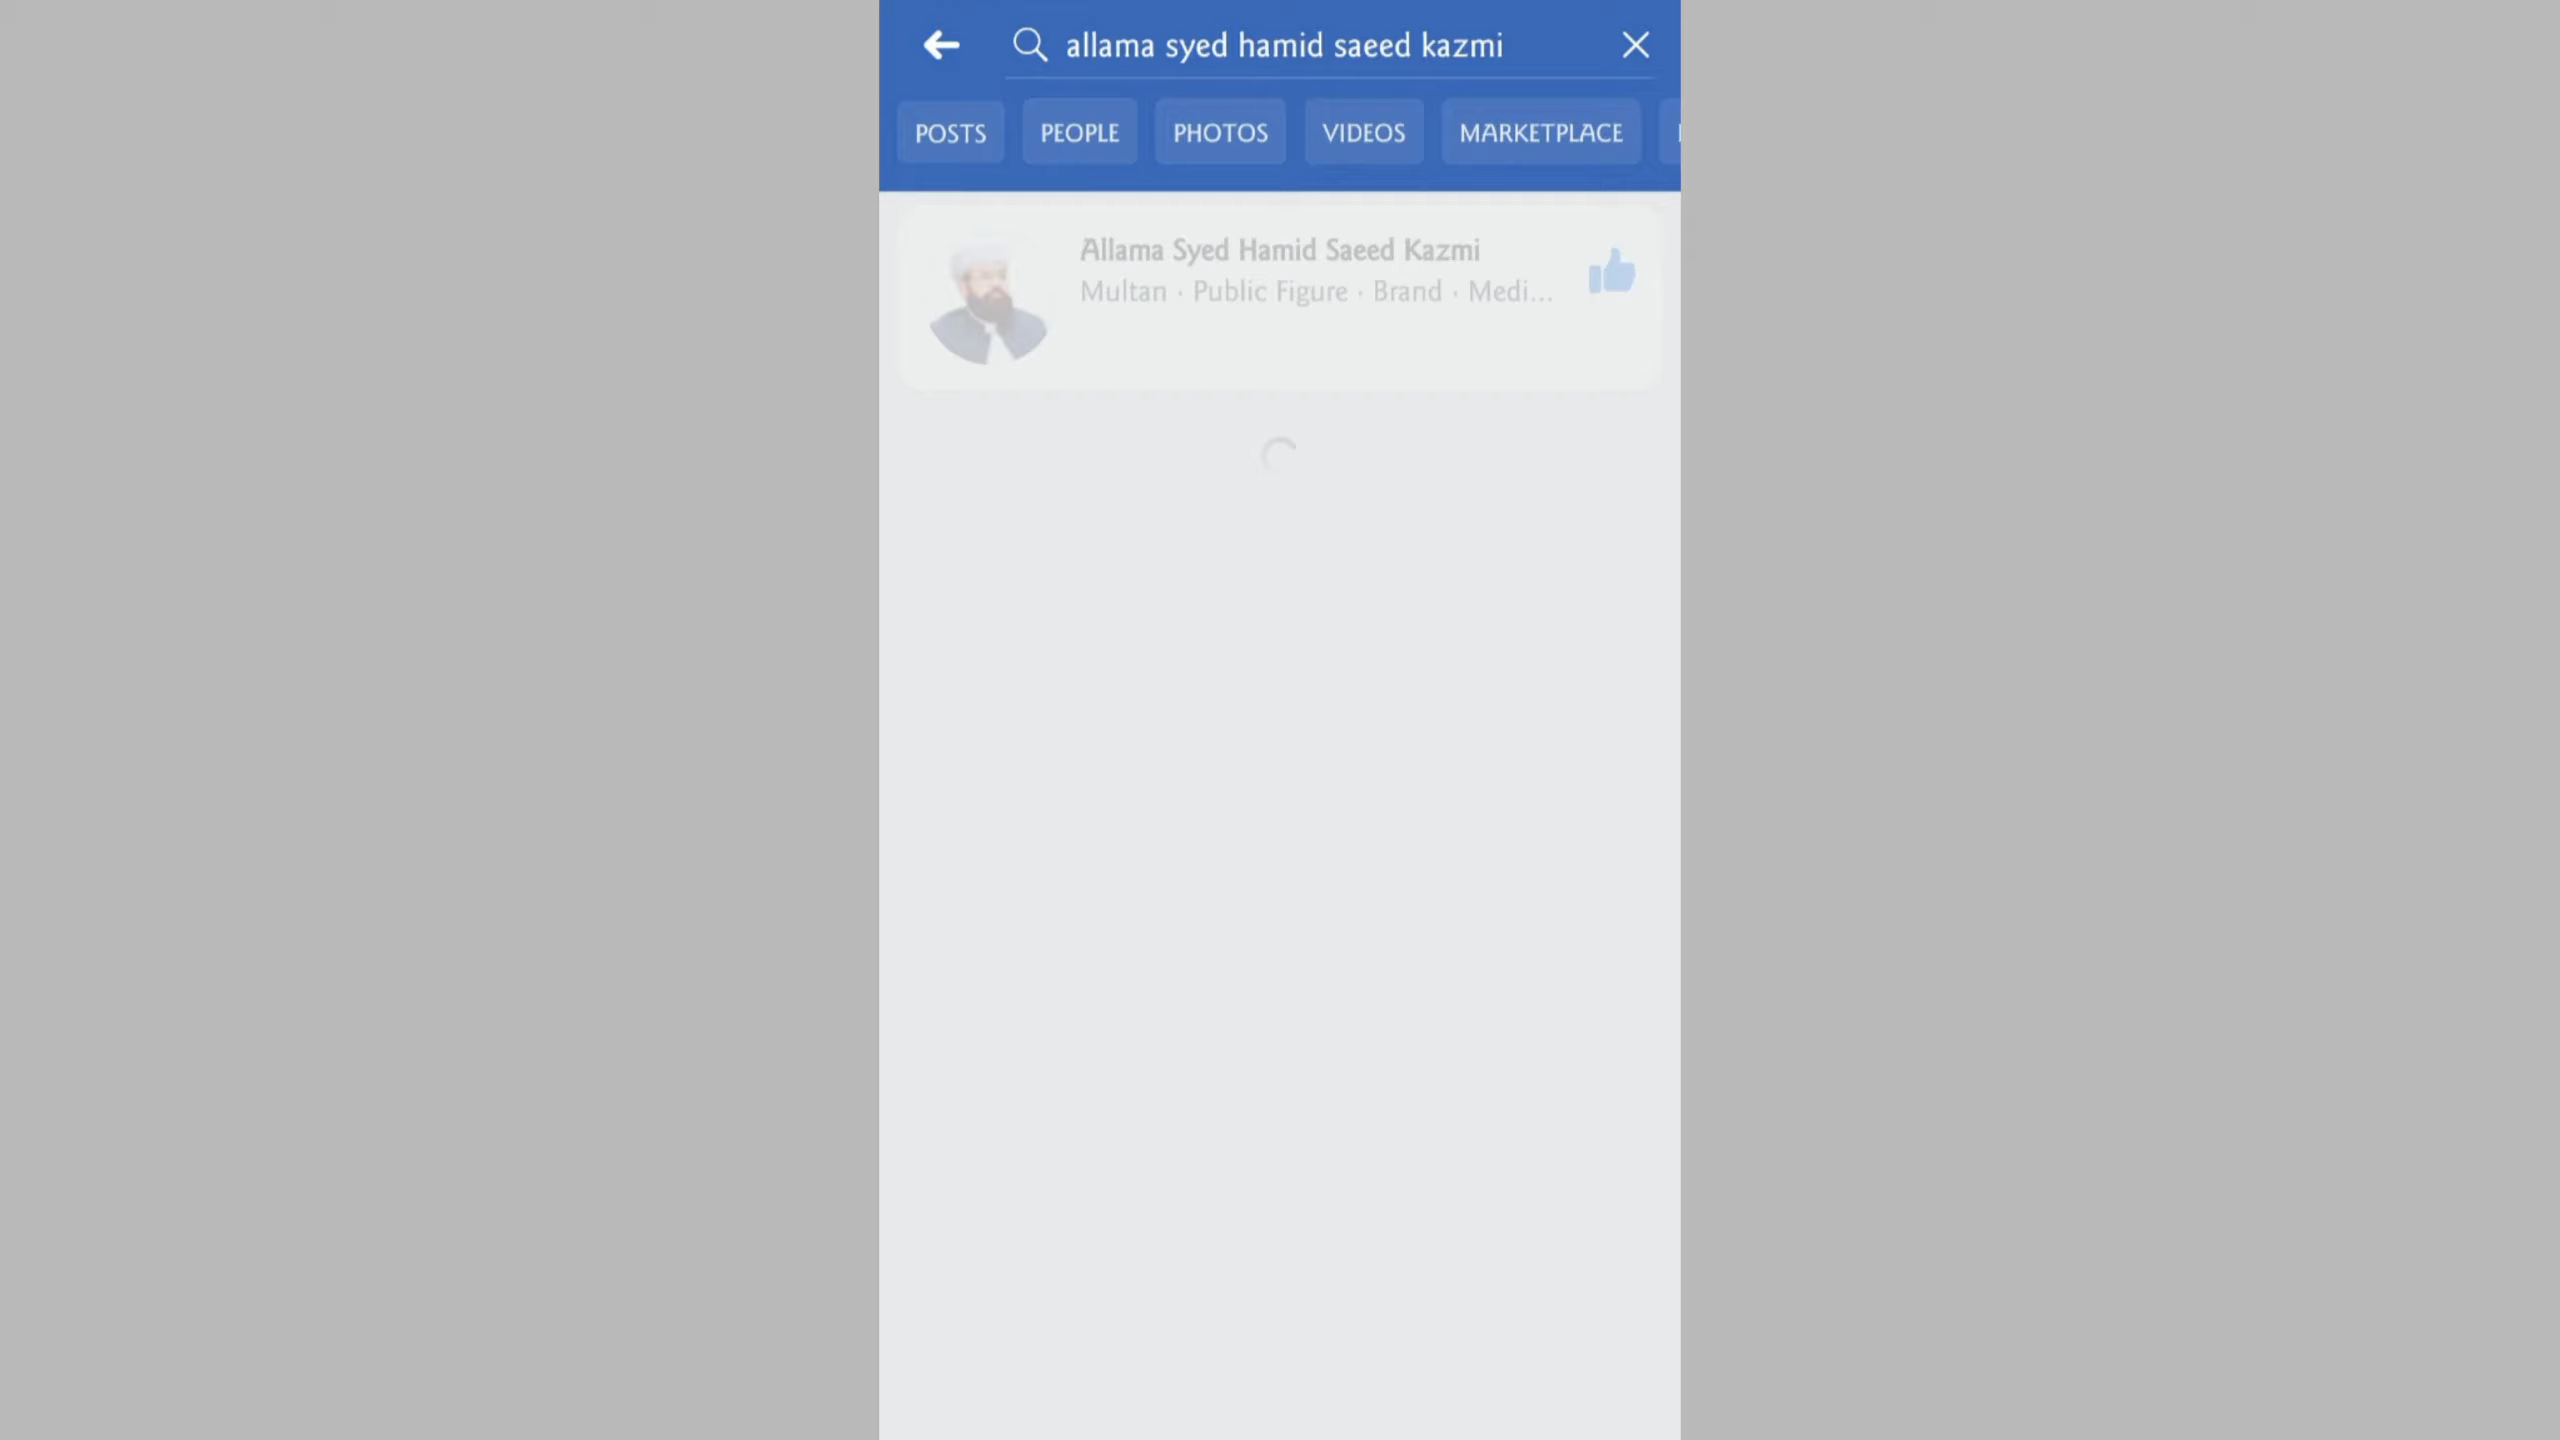 allama syed hamid saeed kazmi
POSTS PEOPLE PHOTOS VIDEOS MARKETPLACE
Allama Syed Hamid Saeed Kazmi
Multan · Public Figure · Brand · Medi...